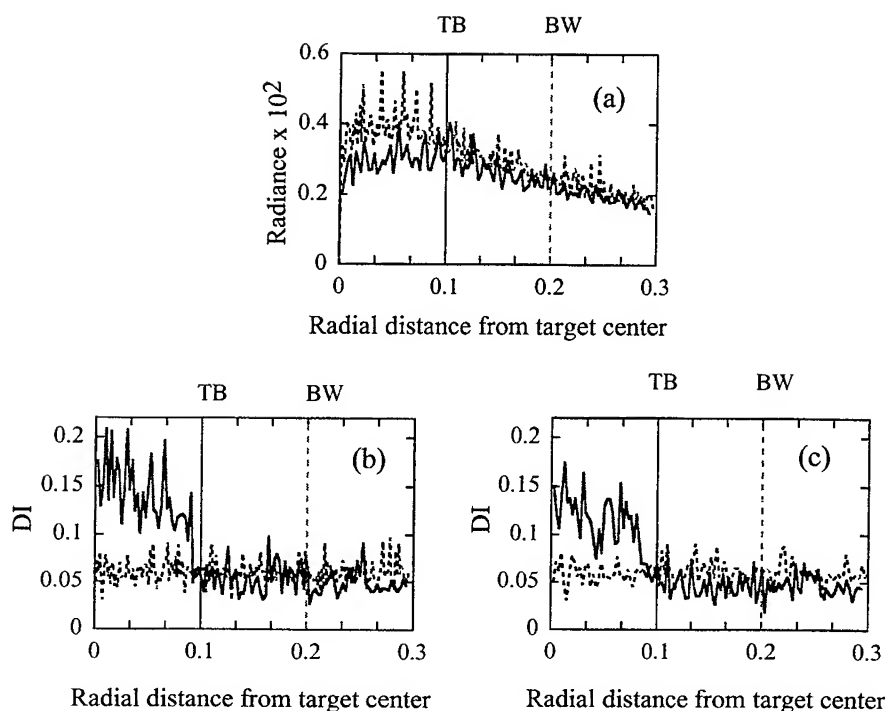 TB BW
0.6
(a)
0.4
Radiance x 10²
0.2
0
0 0.1 0.2 0.3
Radial distance from target center
TB BW
0.2
(b)
0.15
DI
0.1
0.05
0
0 0.1 0.2 0.3
Radial distance from target center
TB BW
0.2
(c)
0.15
DI
0.1
0.05
0
0 0.1 0.2 0.3
Radial distance from target center